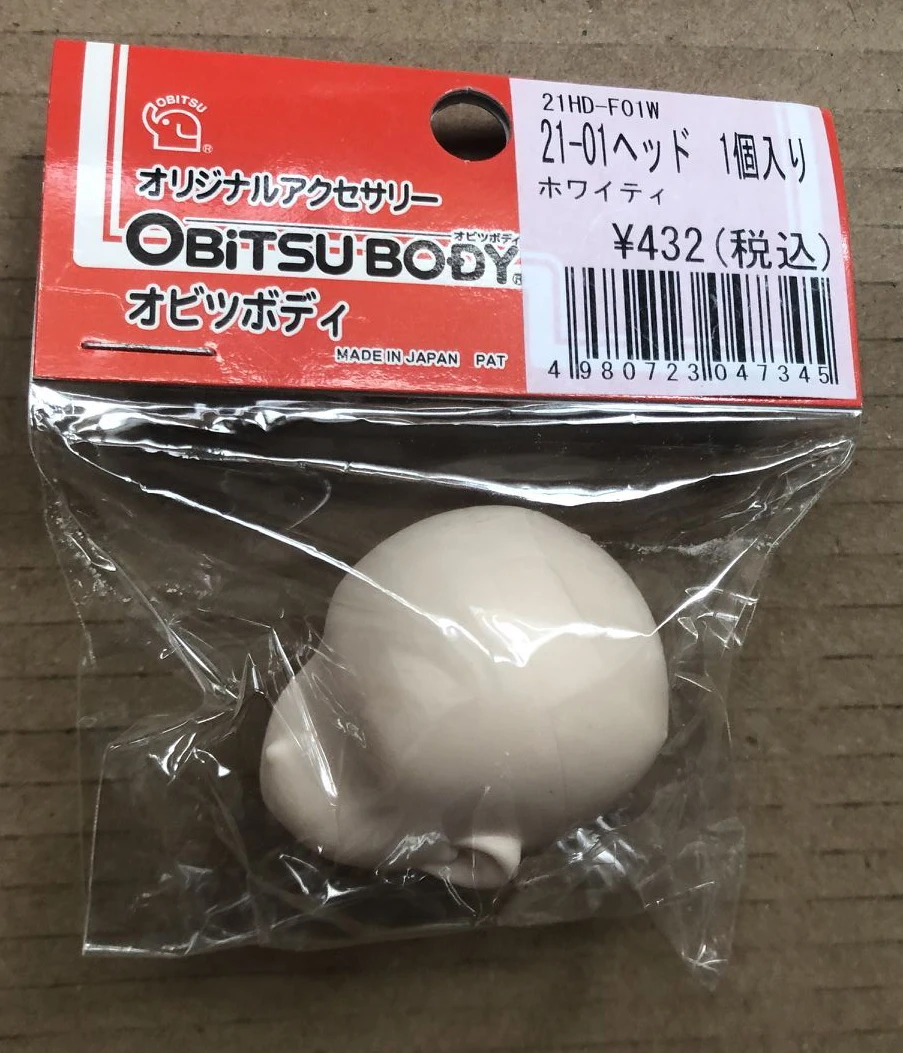 OBITSU
®
オリジナルアクセサリー
オビツボディ
OBITSU BODY®
オビツボディ
MADE IN JAPAN PAT
21HD-F01W
21-01ヘッド 1個入り
ホワイティ
¥432(税込)
4 980723 047345